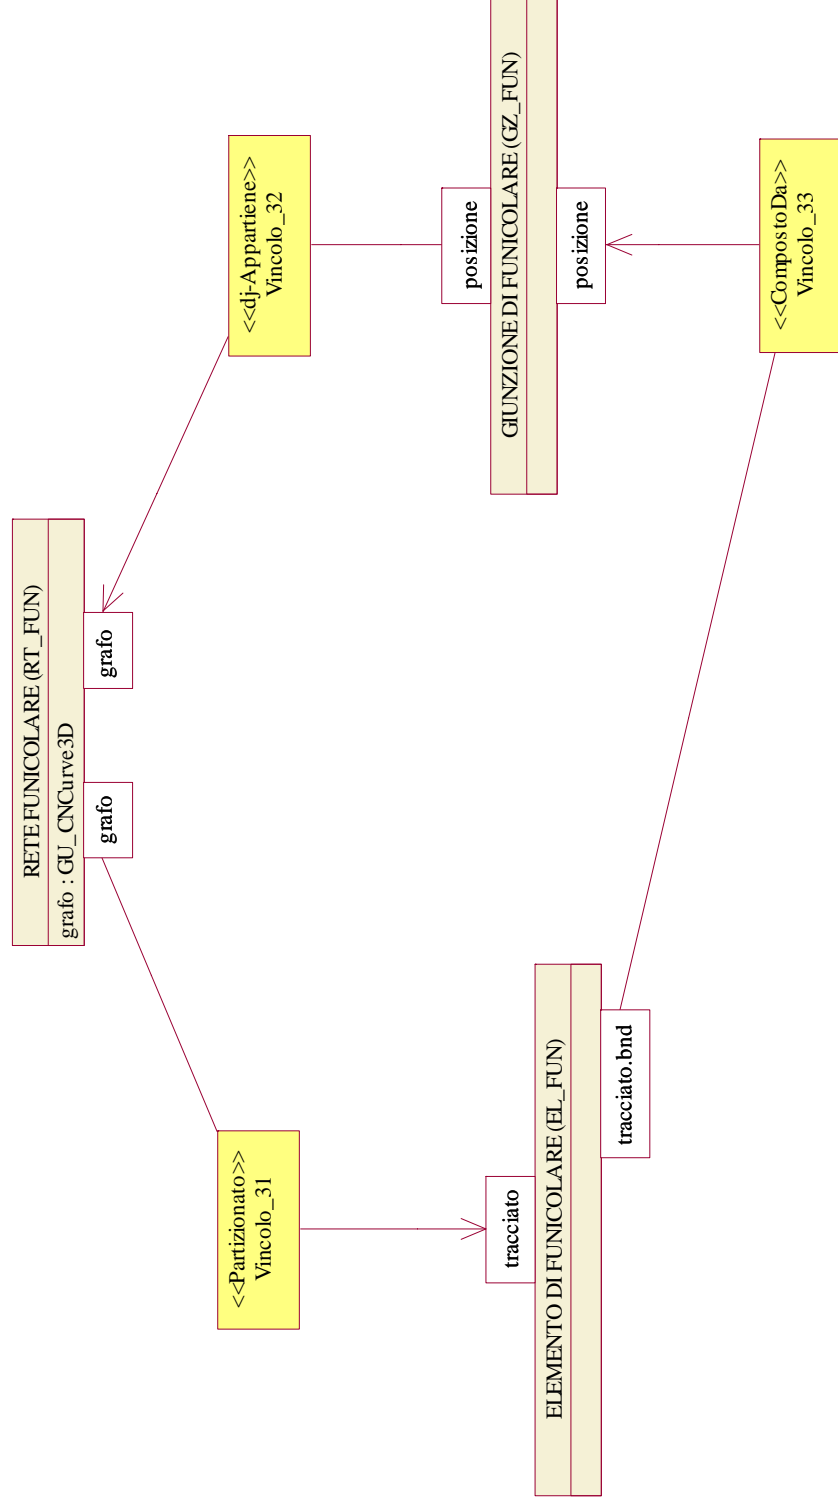 RETE FUNICOLARE (RT_FUN)
grafo : GU_CNCurve3D
grafo
grafo
<<Partizionato>>
Vincolo_31
<<dj-Appartiene>>
Vincolo_32
tracciato
ELEMENTO DI FUNICOLARE (EL_FUN)
tracciato.bnd
posizione
GIUNZIONE DI FUNICOLARE (GZ_FUN)
posizione
<<CompostoDa>>
Vincolo_33